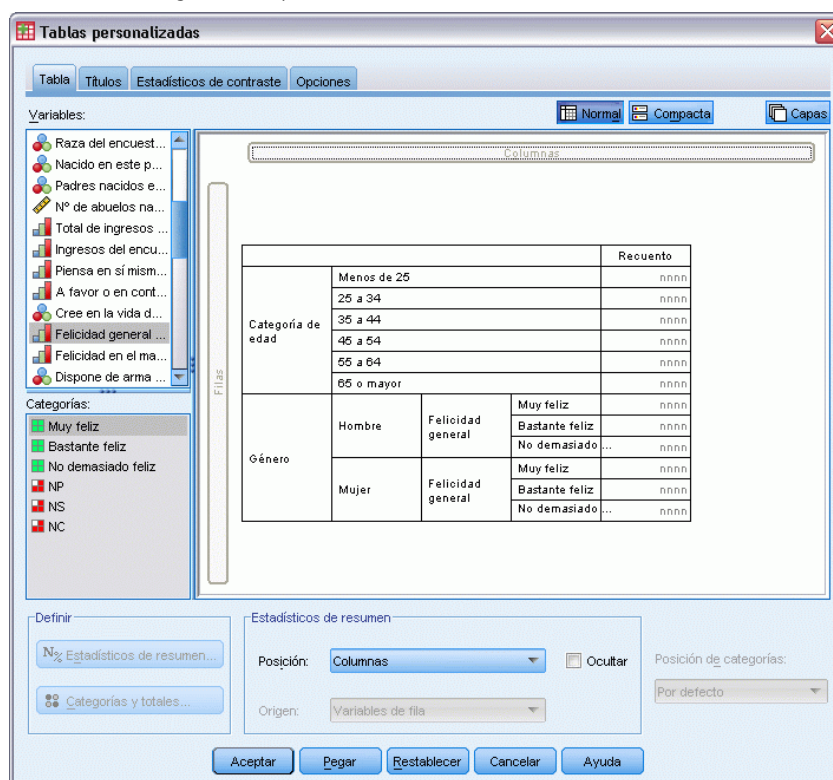 Tablas personalizadas
Tabla Títulos Estadísticos de contraste Opciones
Variables:
Normal Compacta Capas
Raza del encuest...
Nacido en este p...
Padres nacidos e...
Nº de abuelos na...
Total de ingresos ...
Ingresos del encu...
Piensa en sí mism...
A favor o en cont...
Cree en la vida d...
Felicidad general ...
Felicidad en el ma...
Dispone de arma ...
Categorías:
Muy feliz
Bastante feliz
No demasiado feliz
NP
NS
NC
Columnas
Filas
Recuento
Categoría de edad
Menos de 25 nnnn
25 a 34 nnnn
35 a 44 nnnn
45 a 54 nnnn
55 a 64 nnnn
65 o mayor nnnn
Género
Hombre
Felicidad general
Muy feliz nnnn
Bastante feliz nnnn
No demasiado ... nnnn
Mujer
Felicidad general
Muy feliz nnnn
Bastante feliz nnnn
No demasiado ... nnnn
Definir
N% Estadísticos de resumen...
Categorías y totales...
Estadísticos de resumen
Posición: Columnas Ocultar
Origen: Variables de fila
Posición de categorías:
Por defecto
Aceptar Pegar Restablecer Cancelar Ayuda